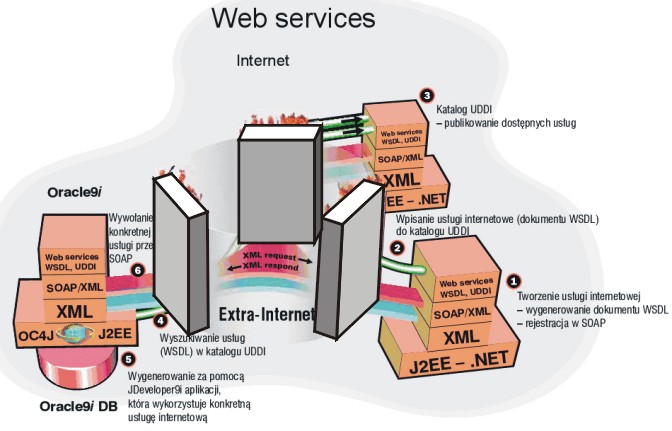 Web services
Internet
3
Katalog UDDI
– publikowanie dostępnych usług
Web services
WSDL, UDDI
SOAP/XML
XML
EE – .NET
Wpisanie usługi internetowe (dokumentu WSDL)
do katalogu UDDI
2
1
Tworzenie usługi internetowej
– wygenerowanie dokumentu WSDL
– rejestracja w SOAP
Web services
WSDL, UDDI
SOAP/XML
XML
J2EE – .NET
Oracle9i
Wywołanie
konkretnej
usługi prze
SOAP
6
Web services
WSDL, UDDI
SOAP/XML
XML
OC4J J2EE
XML request
XML respond
Extra-Internet
4
Wyszukiwanie usług
(WSDL) w katalogu UDDI
5
Wygenerowanie za pomocą
JDeveloper9i aplikacji,
która wykorzystuje konkretną
usługę internetową
Oracle9i DB